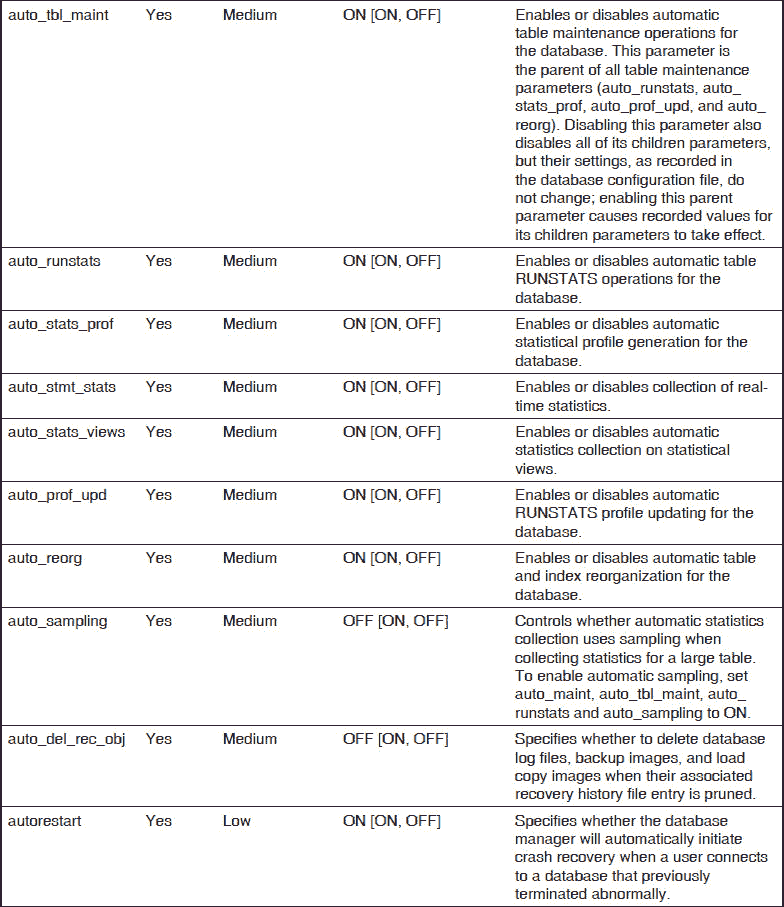 auto_tbl_maint Yes Medium ON [ON, OFF] Enables or disables automatic
table maintenance operations for
the database. This parameter is
the parent of all table maintenance
parameters (auto_runstats, auto_
stats_prof, auto_prof_upd, and auto_
reorg). Disabling this parameter also
disables all of its children parameters,
but their settings, as recorded in
the database configuration file, do
not change; enabling this parent
parameter causes recorded values for
its children parameters to take effect.
auto_runstats Yes Medium ON [ON, OFF] Enables or disables automatic table
RUNSTATS operations for the
database.
auto_stats_prof Yes Medium ON [ON, OFF] Enables or disables automatic
statistical profile generation for the
database.
auto_stmt_stats Yes Medium ON [ON, OFF] Enables or disables collection of real-
time statistics.
auto_stats_views Yes Medium ON [ON, OFF] Enables or disables automatic
statistics collection on statistical
views.
auto_prof_upd Yes Medium ON [ON, OFF] Enables or disables automatic
RUNSTATS profile updating for the
database.
auto_reorg Yes Medium ON [ON, OFF] Enables or disables automatic table
and index reorganization for the
database.
auto_sampling Yes Medium OFF [ON, OFF] Controls whether automatic statistics
collection uses sampling when
collecting statistics for a large table.
To enable automatic sampling, set
auto_maint, auto_tbl_maint, auto_
runstats and auto_sampling to ON.
auto_del_rec_obj Yes Medium OFF [ON, OFF] Specifies whether to delete database
log files, backup images, and load
copy images when their associated
recovery history file entry is pruned.
autorestart Yes Low ON [ON, OFF] Specifies whether the database
manager will automatically initiate
crash recovery when a user connects
to a database that previously
terminated abnormally.